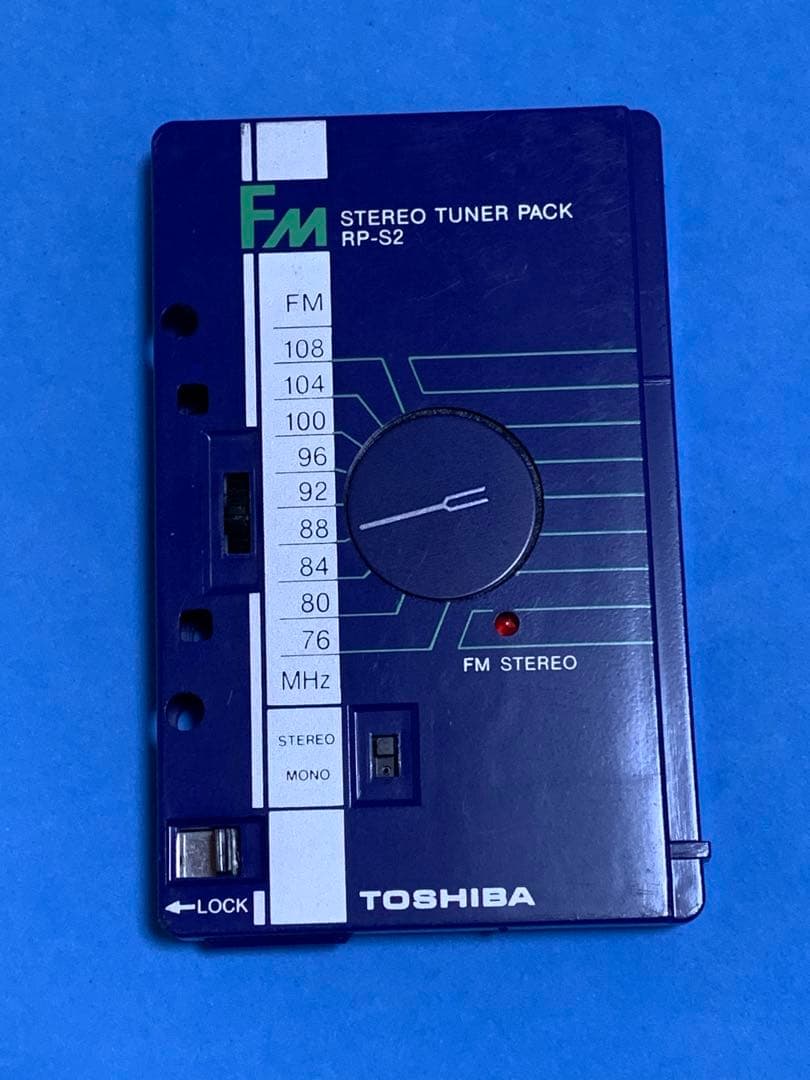 FM STEREO TUNER PACK
RP-S2
FM
108
104
100
96
92
88
84
80
76
MHz
FM STEREO
STEREO
MONO
←LOCK
TOSHIBA